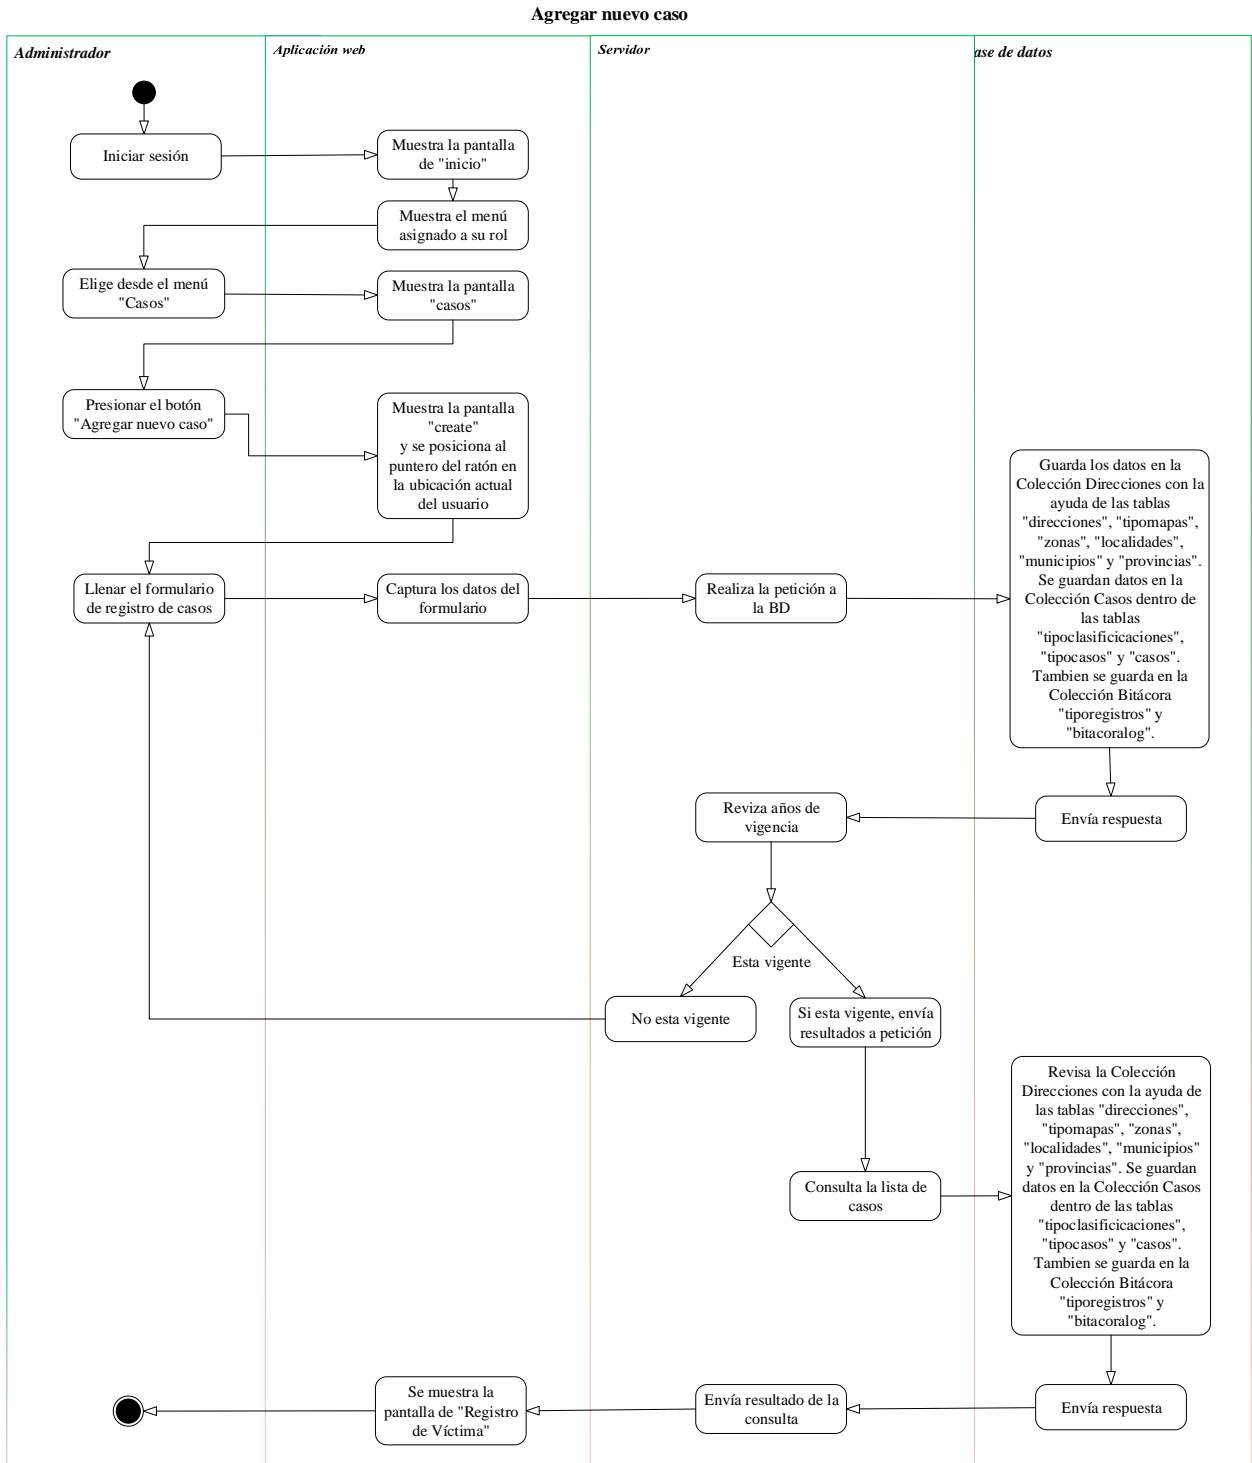 Agregar nuevo caso
Administrador
Aplicación web
Servidor
ase de datos
Iniciar sesión
Muestra la pantalla
de "inicio"
Muestra el menú
asignado a su rol
Elige desde el menú
"Casos"
Muestra la pantalla
"casos"
Presionar el botón
"Agregar nuevo caso"
Muestra la pantalla
"create"
y se posiciona al
puntero del ratón en
la ubicación actual
del usuario
Llenar el formulario
de registro de casos
Captura los datos del
formulario
Realiza la petición a
la BD
Guarda los datos en la
Colección Direcciones con la
ayuda de las tablas
"direcciones", "tipomapas",
"zonas", "localidades",
"municipios" y "provincias".
Se guardan datos en la
Colección Casos dentro de
las tablas
"tipoclasificicaciones",
"tipocasos" y "casos".
Tambien se guarda en la
Colección Bitácora
"tiporegistros" y
"bitacoralog".
Envía respuesta
Reviza años de
vigencia
Esta vigente
No esta vigente
Si esta vigente, envía
resultados a petición
Consulta la lista de
casos
Revisa la Colección
Direcciones con la ayuda de
las tablas "direcciones",
"tipomapas", "zonas",
"localidades", "municipios"
y "provincias". Se guardan
datos en la Colección Casos
dentro de las tablas
"tipoclasificicaciones",
"tipocasos" y "casos".
Tambien se guarda en la
Colección Bitácora
"tiporegistros" y
"bitacoralog".
Envía respuesta
Envía resultado de la
consulta
Se muestra la
pantalla de "Registro
de Víctima"